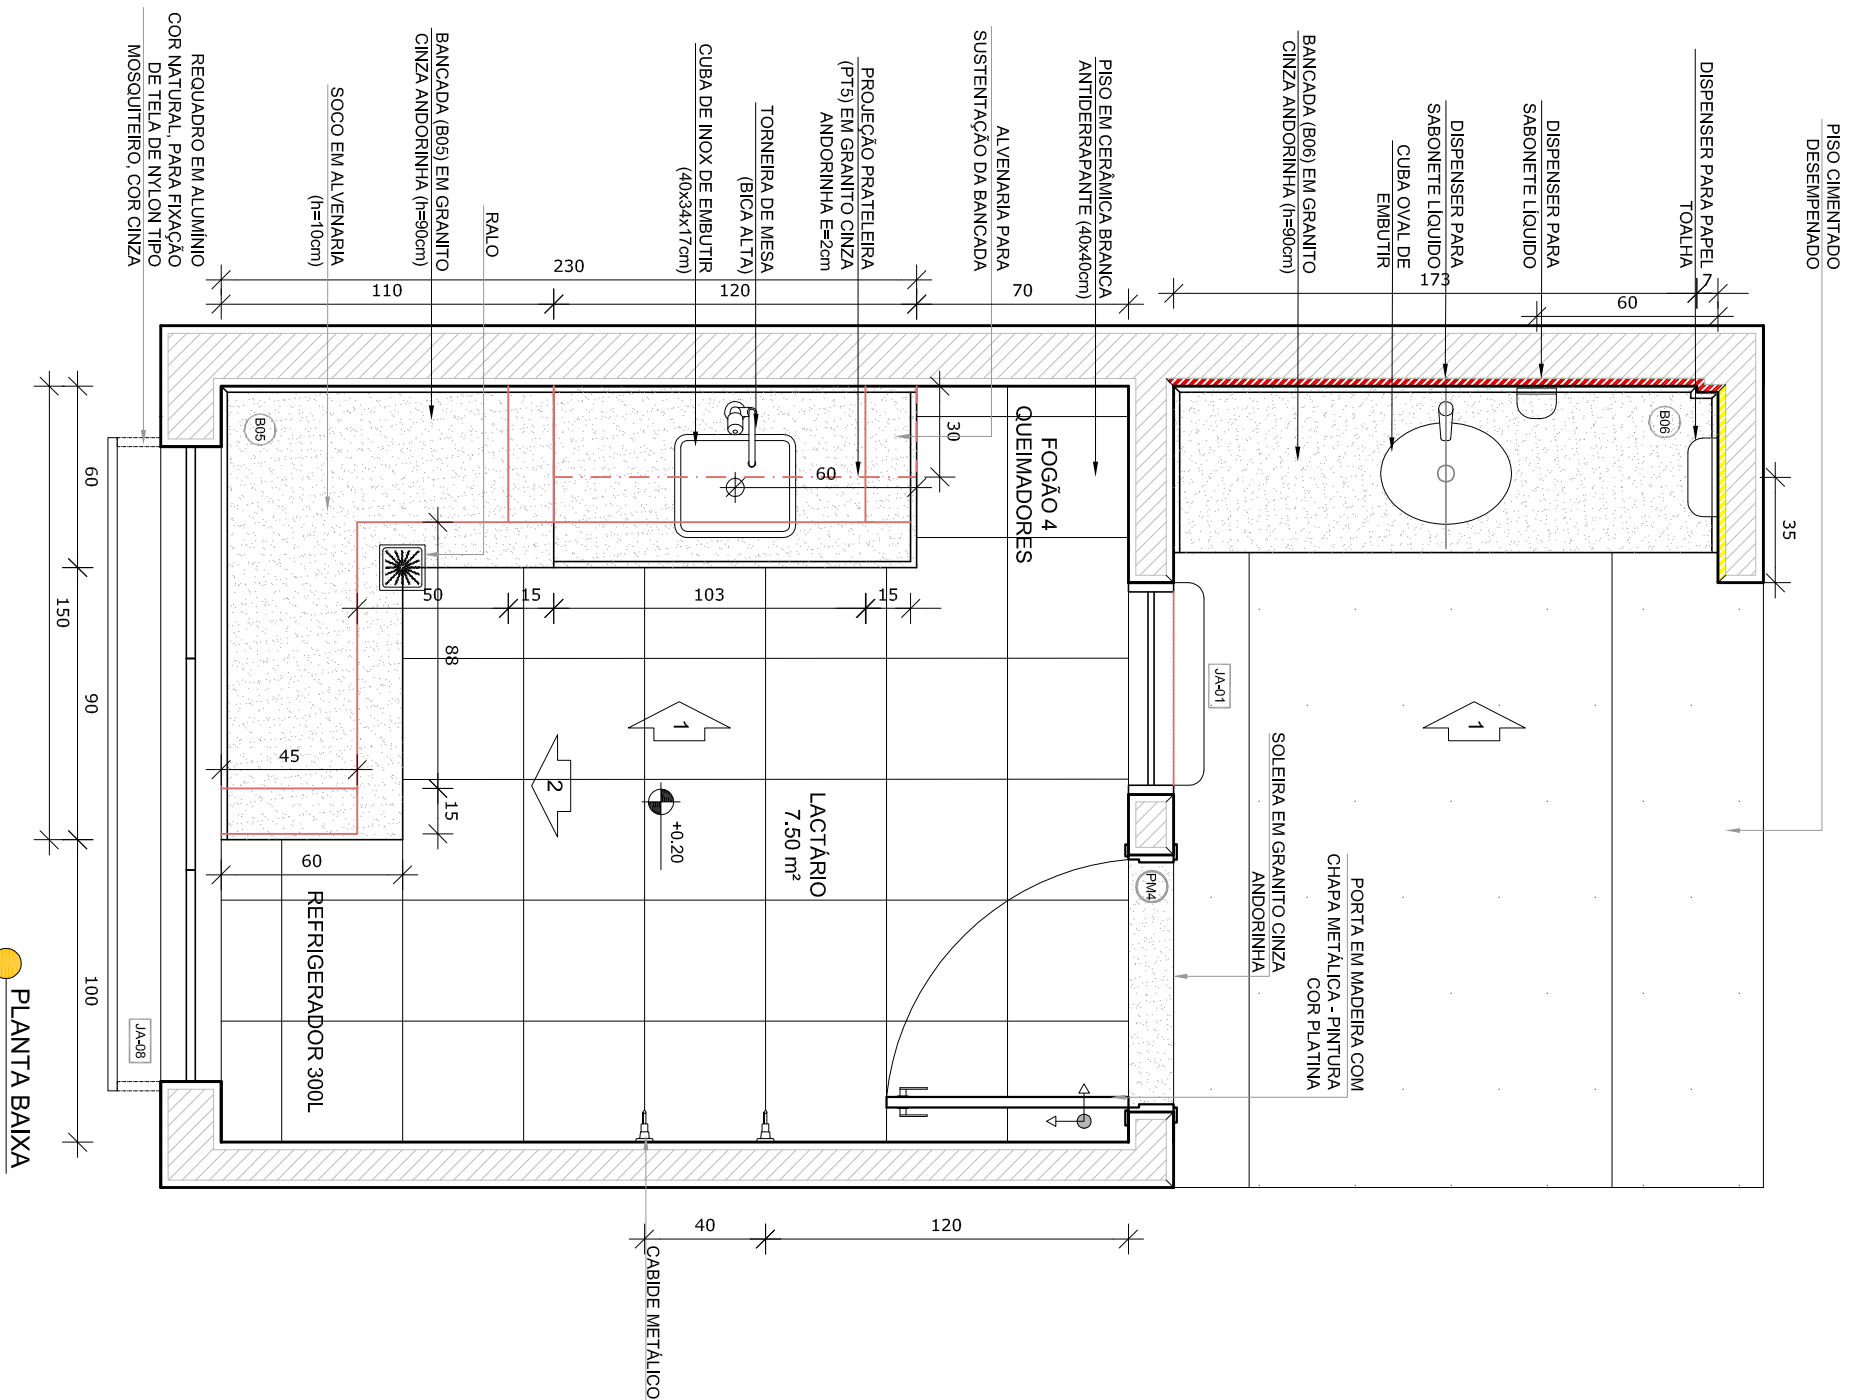 PISO CIMENTADO
DESEMPENADO
DISPENSER PARA PAPEL
TOALHA
DISPENSER PARA
SABONETE LÍQUIDO
DISPENSER PARA
SABONETE LÍQUIDO
CUBA OVAL DE
EMBUTIR
BANCADA (B06) EM GRANITO
CINZA ANDORINHA (h=90cm)
PISO EM CERÂMICA BRANCA
ANTIDERRAPANTE (40x40cm)
ALVENARIA PARA
SUSTENTAÇÃO DA BANCADA
PROJEÇÃO PRATELEIRA
(PT5) EM GRANITO CINZA
ANDORINHA E=2cm
TORNEIRA DE MESA
(BICA ALTA)
CUBA DE INOX DE EMBUTIR
(40x34x17cm)
RALO
BANCADA (B05) EM GRANITO
CINZA ANDORINHA (h=90cm)
SOCO EM ALVENARIA
(h=10cm)
REQUADRO EM ALUMÍNIO
COR NATURAL, PARA FIXAÇÃO
DE TELA DE NYLON TIPO
MOSQUITEIRO, COR CINZA
7
173
60
35
70
230
120
110
B06
B05
FOGÃO 4
QUEIMADORES
30
60
50
15
103
15
88
45
15
60
60
150
90
100
JA-01
1
1
2
+0.20
LACTÁRIO
7.50 m²
SOLEIRA EM GRANITO CINZA
ANDORINHA
PORTA EM MADEIRA COM
CHAPA METÁLICA - PINTURA
COR PLATINA
PM4
REFRIGERADOR 300L
JA-08
40
120
CABIDE METÁLICO
PLANTA BAIXA